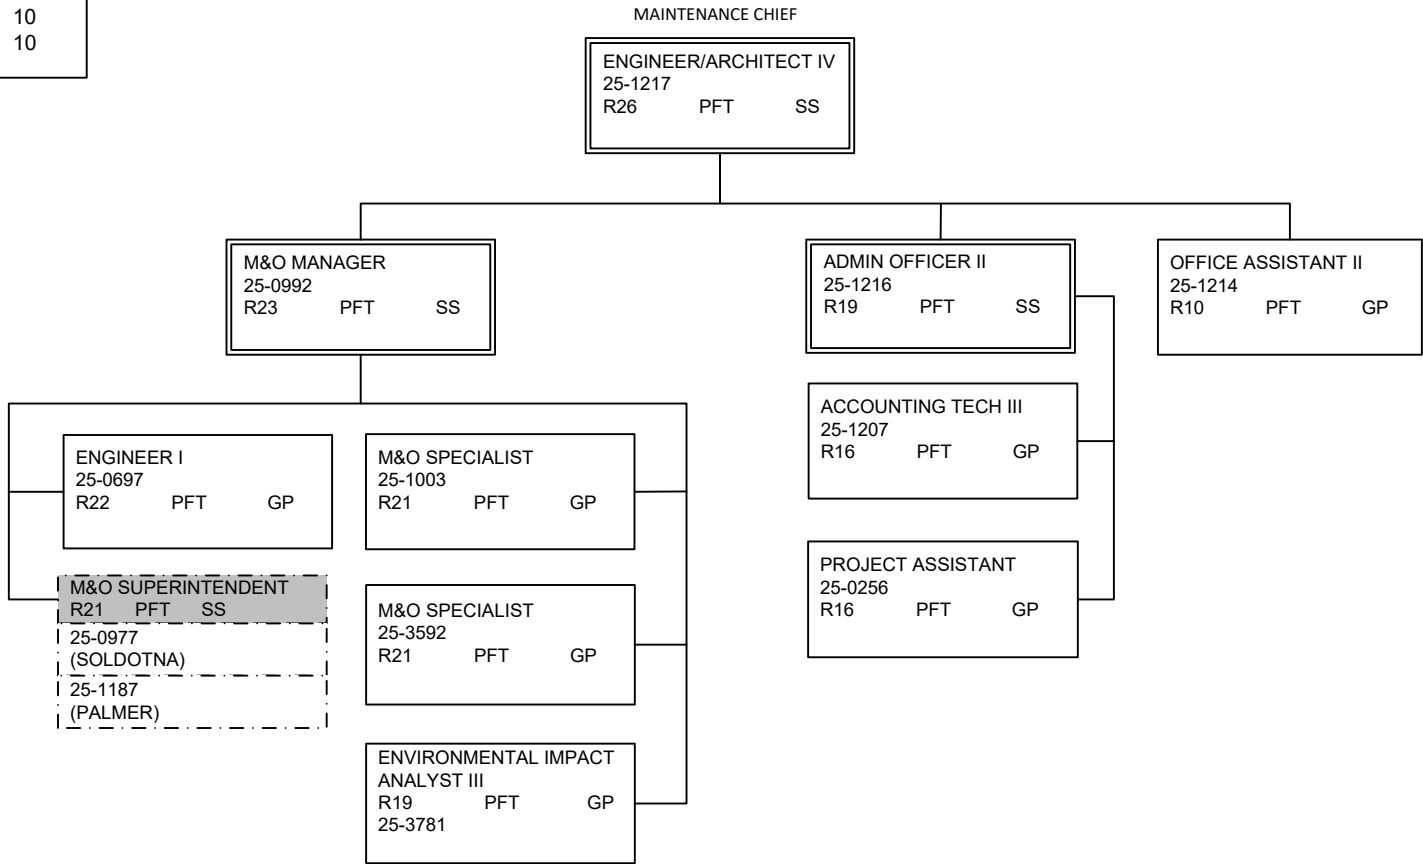 10
10
MAINTENANCE CHIEF
ENGINEER/ARCHITECT IV
25-1217
R26 PFT SS
M&O MANAGER
25-0992
R23 PFT SS
ADMIN OFFICER II
25-1216
R19 PFT SS
OFFICE ASSISTANT II
25-1214
R10 PFT GP
ACCOUNTING TECH III
25-1207
R16 PFT GP
PROJECT ASSISTANT
25-0256
R16 PFT GP
ENGINEER I
25-0697
R22 PFT GP
M&O SUPERINTENDENT
R21 PFT SS
25-0977
(SOLDOTNA)
25-1187
(PALMER)
M&O SPECIALIST
25-1003
R21 PFT GP
M&O SPECIALIST
25-3592
R21 PFT GP
ENVIRONMENTAL IMPACT
ANALYST III
R19 PFT GP
25-3781